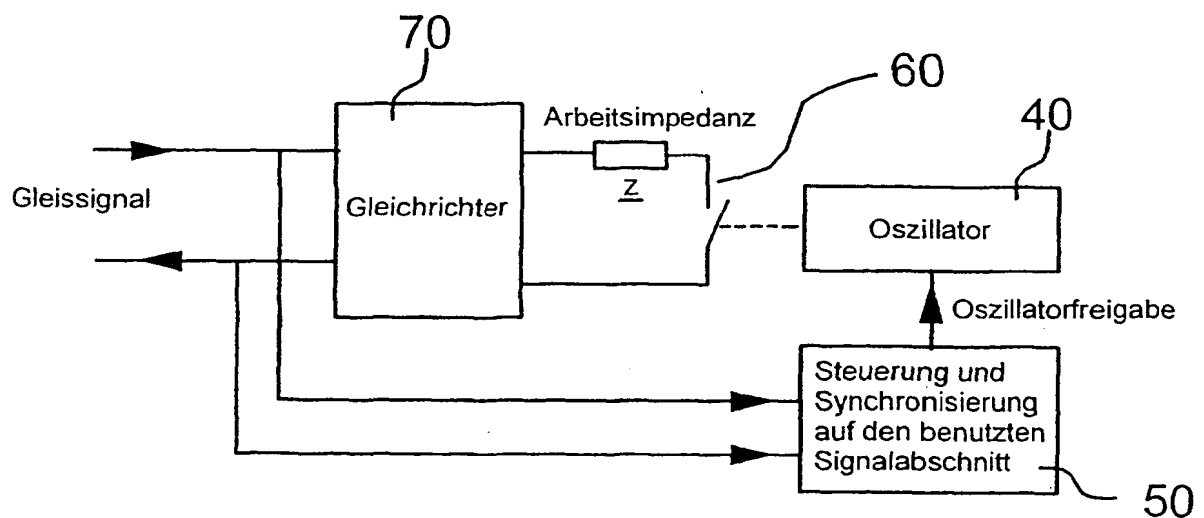 70
60
Arbeitsimpedanz
40
Gleissignal
Gleichrichter
Z
Oszillator
Oszillatorfreigabe
Steuerung und
Synchronisierung
auf den benutzten
Signalabschnitt
50